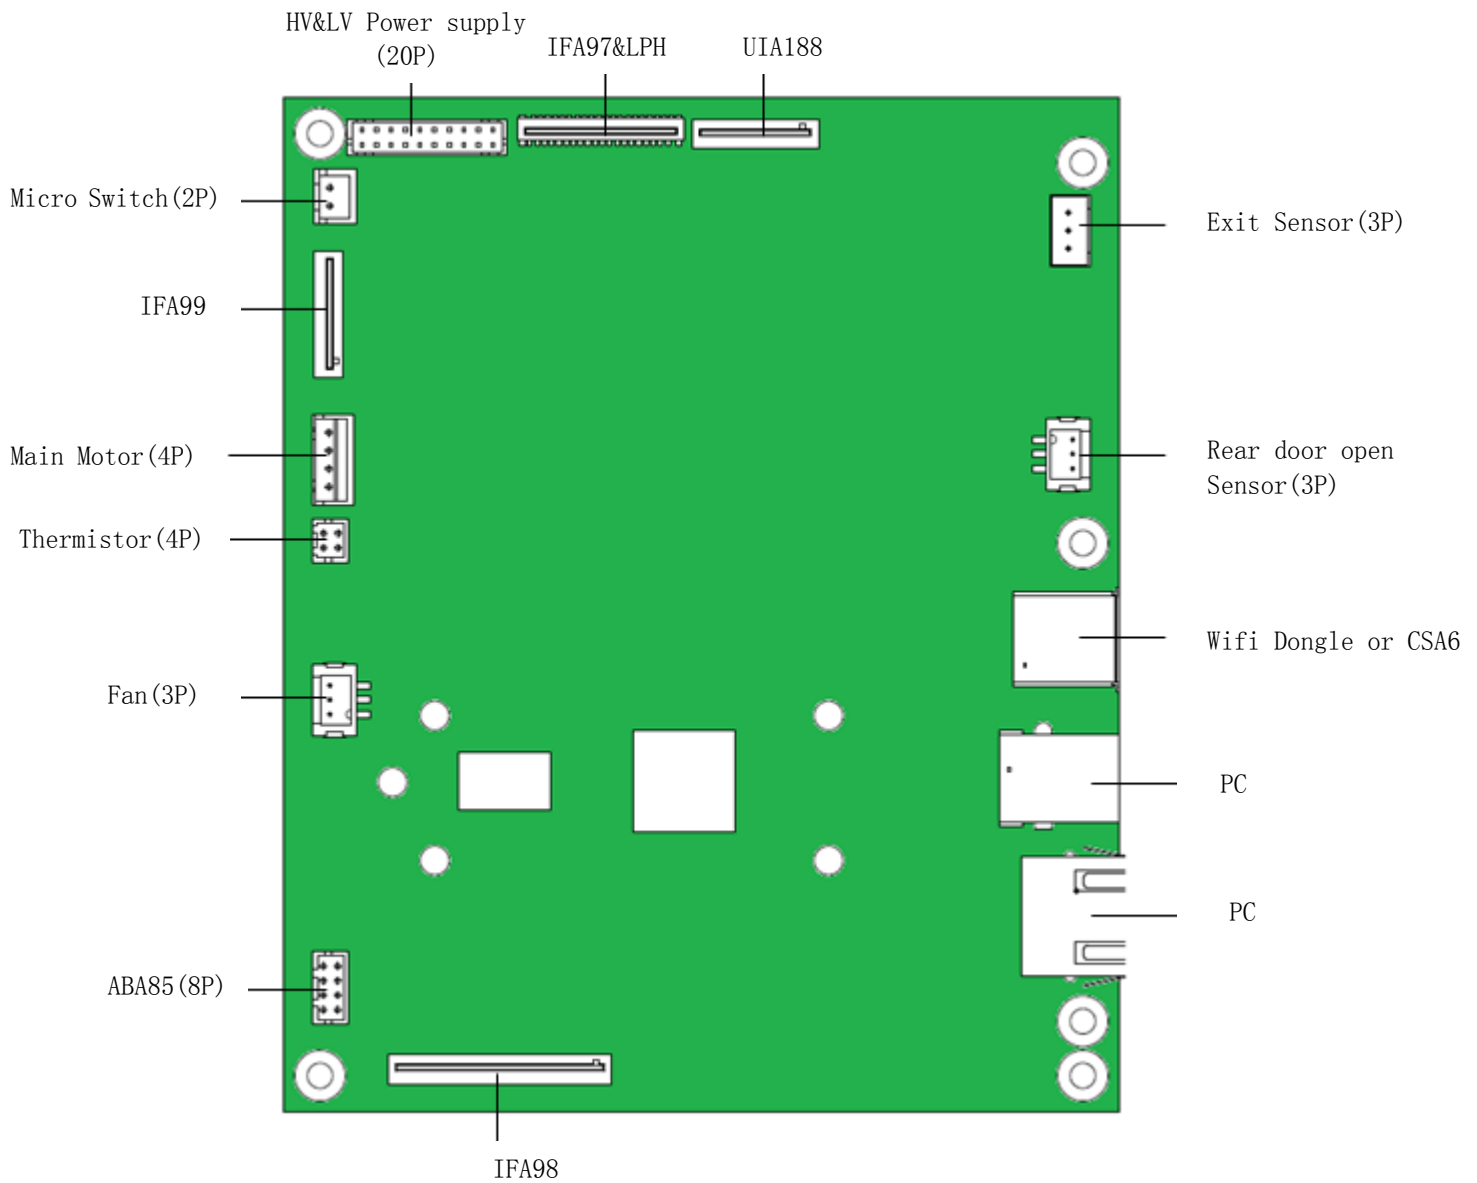 HV&LV Power supply
(20P)
IFA97&LPH
UIA188
Micro Switch(2P)
Exit Sensor(3P)
IFA99
Main Motor(4P)
Rear door open
Sensor(3P)
Thermistor(4P)
Wifi Dongle or CSA6
Fan(3P)
PC
PC
ABA85(8P)
IFA98